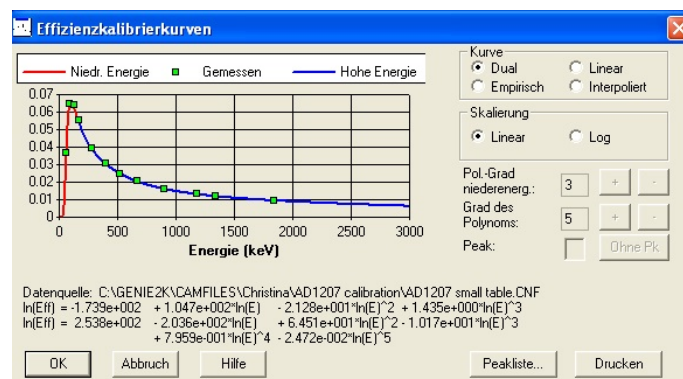 Effizienzkalibrierkurven
Niedr. Energie Gemessen Hohe Energie
0.07
0.06
0.05
0.04
0.03
0.02
0.01
0
0 500 1000 1500 2000 2500 3000
Energie (keV)
Kurve
Dual Linear
Empirisch Interpoliert
Skalierung
Linear Log
Pol.-Grad
niederenerg.: 3 + -
Grad des
Polynoms: 5 + -
Peak: Ohne Pk
Datenquelle: C:\GENIE2K\CAMFILES\Christina\AD1207 calibration\AD1207 small table.CNF
ln(Eff) = -1.739e+002 + 1.047e+002*ln(E) - 2.128e+001*ln(E)^2 + 1.435e+000*ln(E)^3
ln(Eff) = 2.538e+002 - 2.036e+002*ln(E) + 6.451e+001*ln(E)^2 - 1.017e+001*ln(E)^3
+ 7.959e-001*ln(E)^4 - 2.472e-002*ln(E)^5
OK Abbruch Hilfe Peakliste... Drucken